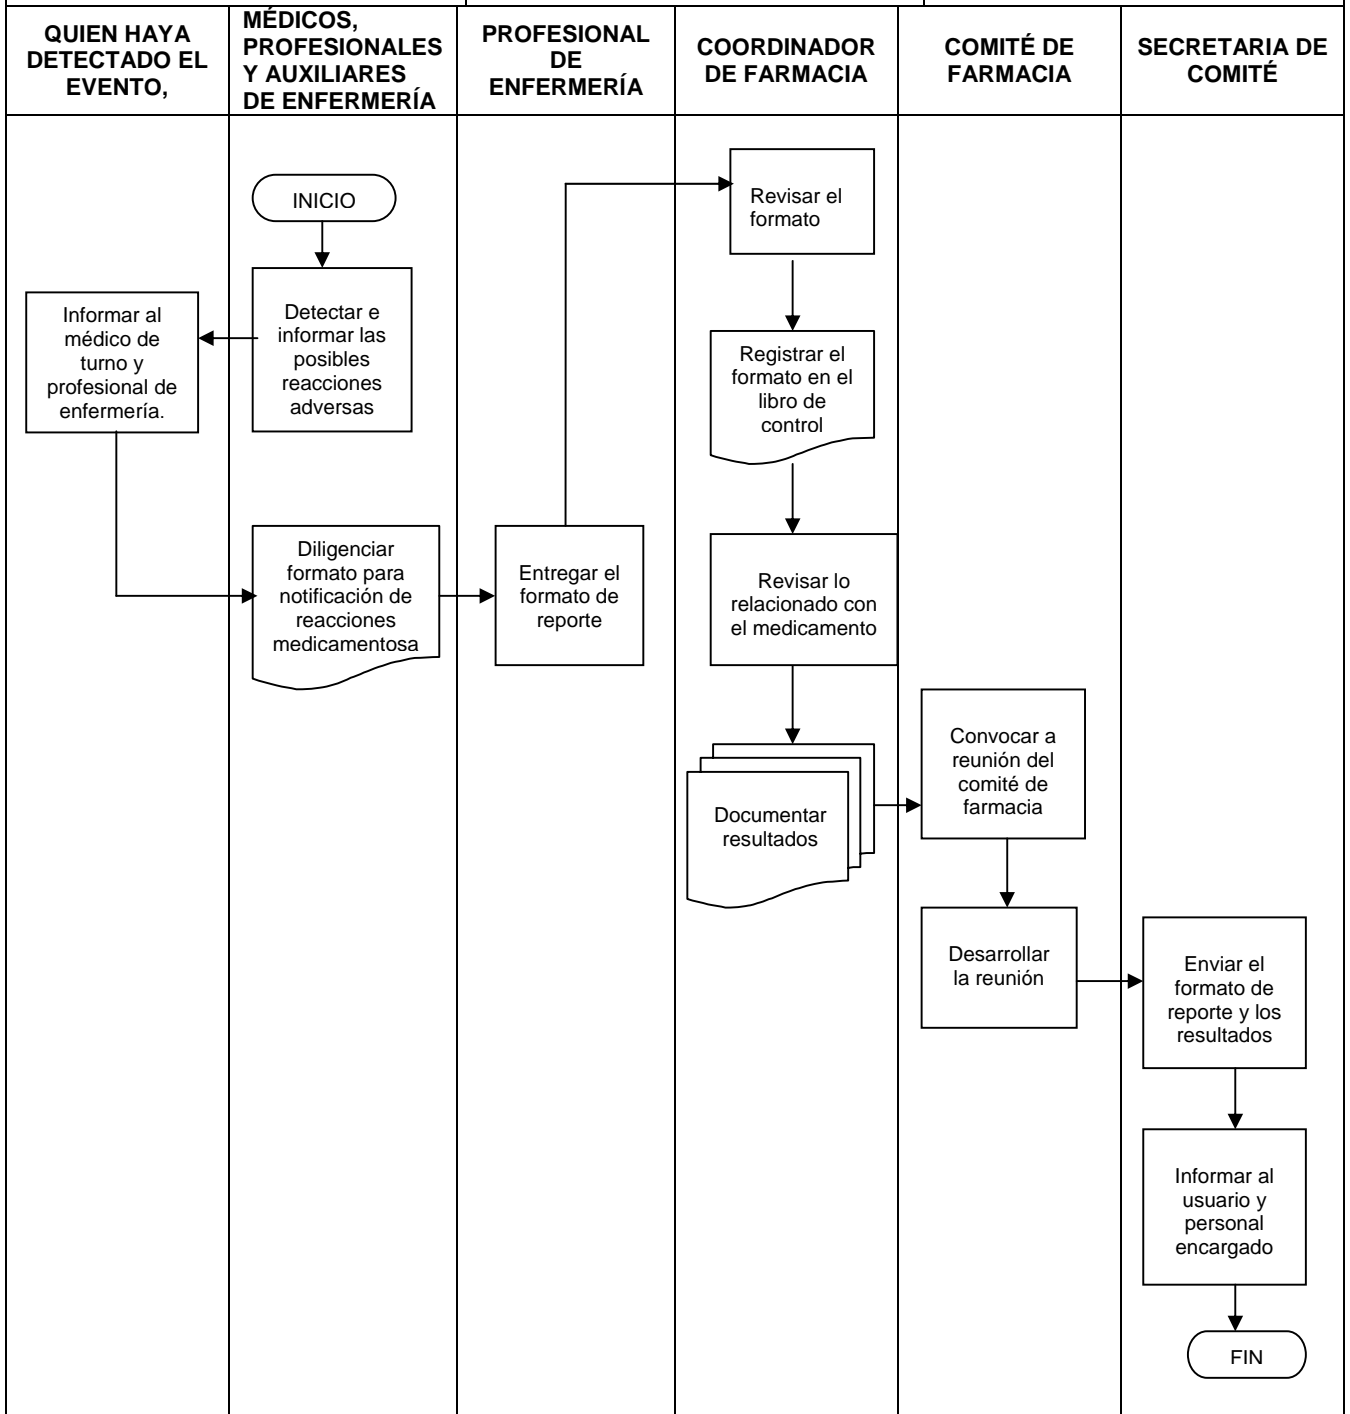 QUIEN HAYA
DETECTADO EL
EVENTO,
MÉDICOS,
PROFESIONALES
Y AUXILIARES
DE ENFERMERÍA
PROFESIONAL
DE
ENFERMERÍA
COORDINADOR
DE FARMACIA
COMITÉ DE
FARMACIA
SECRETARIA DE
COMITÉ
INICIO
Detectar e
informar las
posibles
reacciones
adversas
Informar al
médico de
turno y
profesional de
enfermería.
Diligenciar
formato para
notificación de
reacciones
medicamentosa
Entregar el
formato de
reporte
Revisar el
formato
Registrar el
formato en el
libro de
control
Revisar lo
relacionado con
el medicamento
Documentar
resultados
Convocar a
reunión del
comité de
farmacia
Desarrollar
la reunión
Enviar el
formato de
reporte y los
resultados
Informar al
usuario y
personal
encargado
FIN